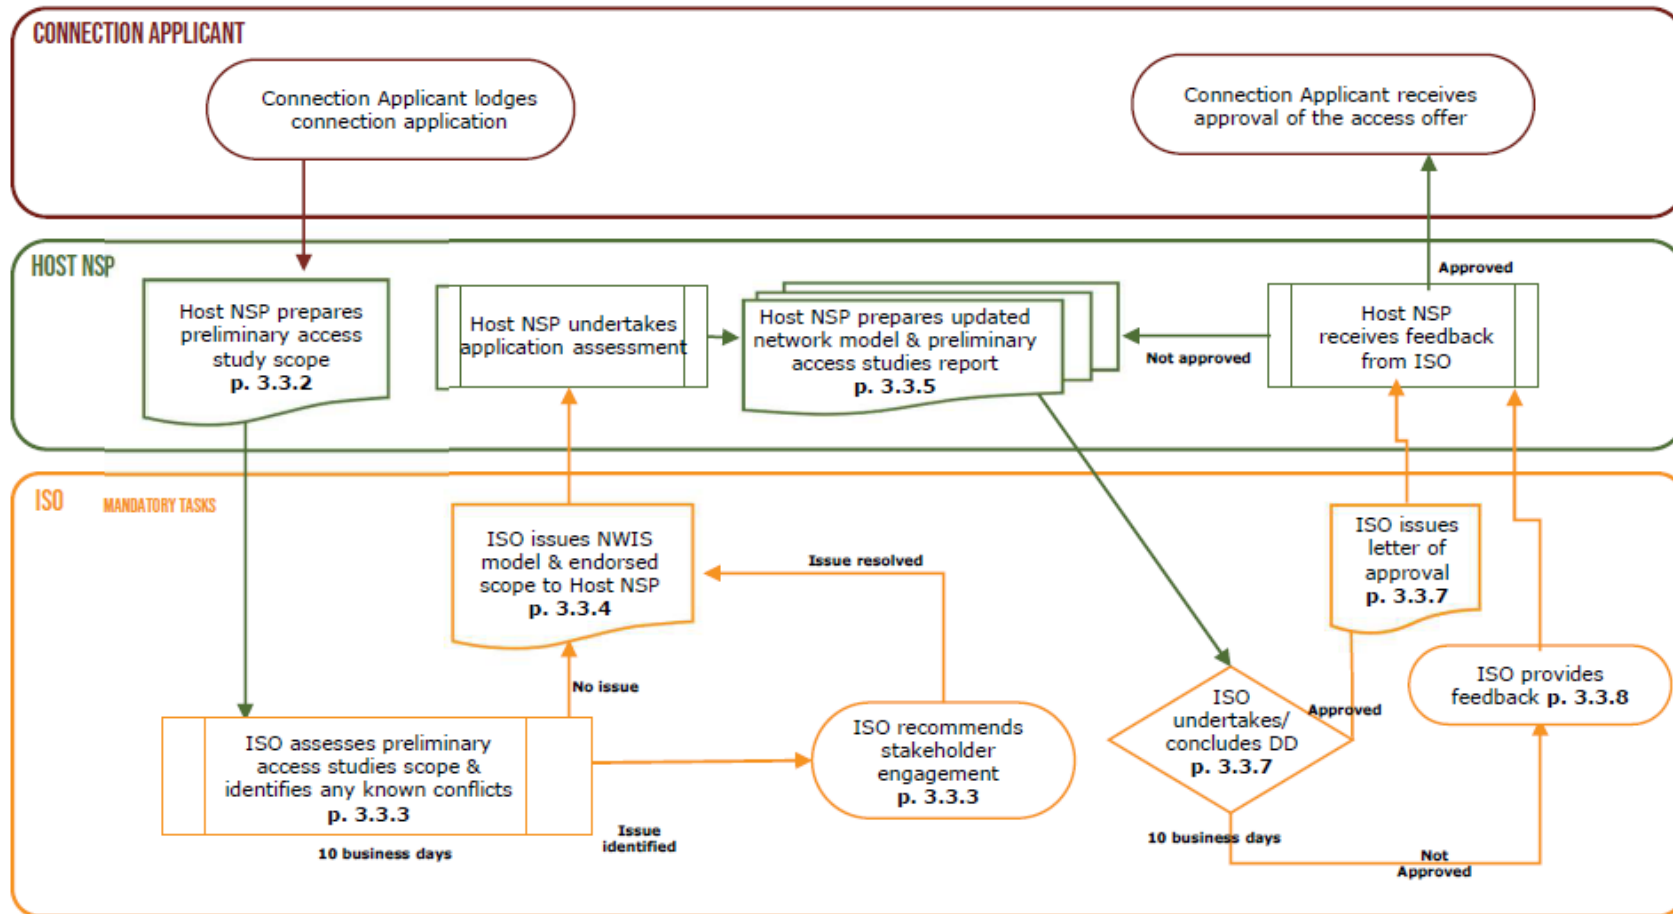 CONNECTION APPLICANT
Connection Applicant lodges
connection application
Connection Applicant receives
approval of the access offer
HOST NSP
Host NSP prepares
preliminary access
study scope
p. 3.3.2
Host NSP undertakes
application assessment
Host NSP prepares updated
network model & preliminary
access studies report
p. 3.3.5
Not approved
Approved
Host NSP
receives feedback
from ISO
ISO
MANDATORY TASKS
ISO issues NWIS
model & endorsed
scope to Host NSP
p. 3.3.4
Issue resolved
No issue
ISO assesses preliminary
access studies scope &
identifies any known conflicts
p. 3.3.3
10 business days
Issue
identified
ISO recommends
stakeholder
engagement
p. 3.3.3
ISO
undertakes/
concludes DD
p. 3.3.7
10 business days
Approved
ISO issues
letter of
approval
p. 3.3.7
ISO provides
feedback p. 3.3.8
Not
Approved